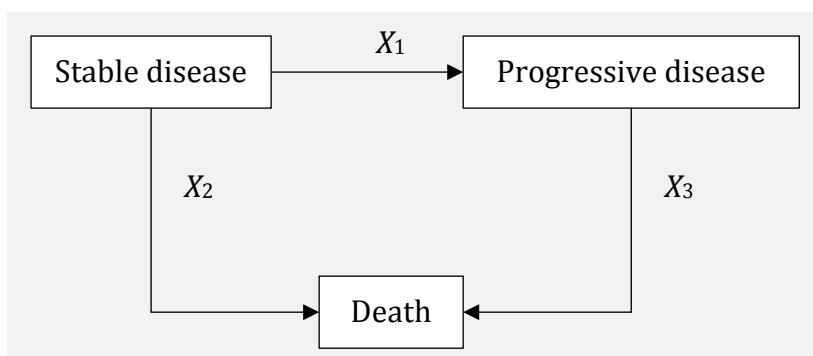 X1
Stable disease
Progressive disease
X2
X3
Death